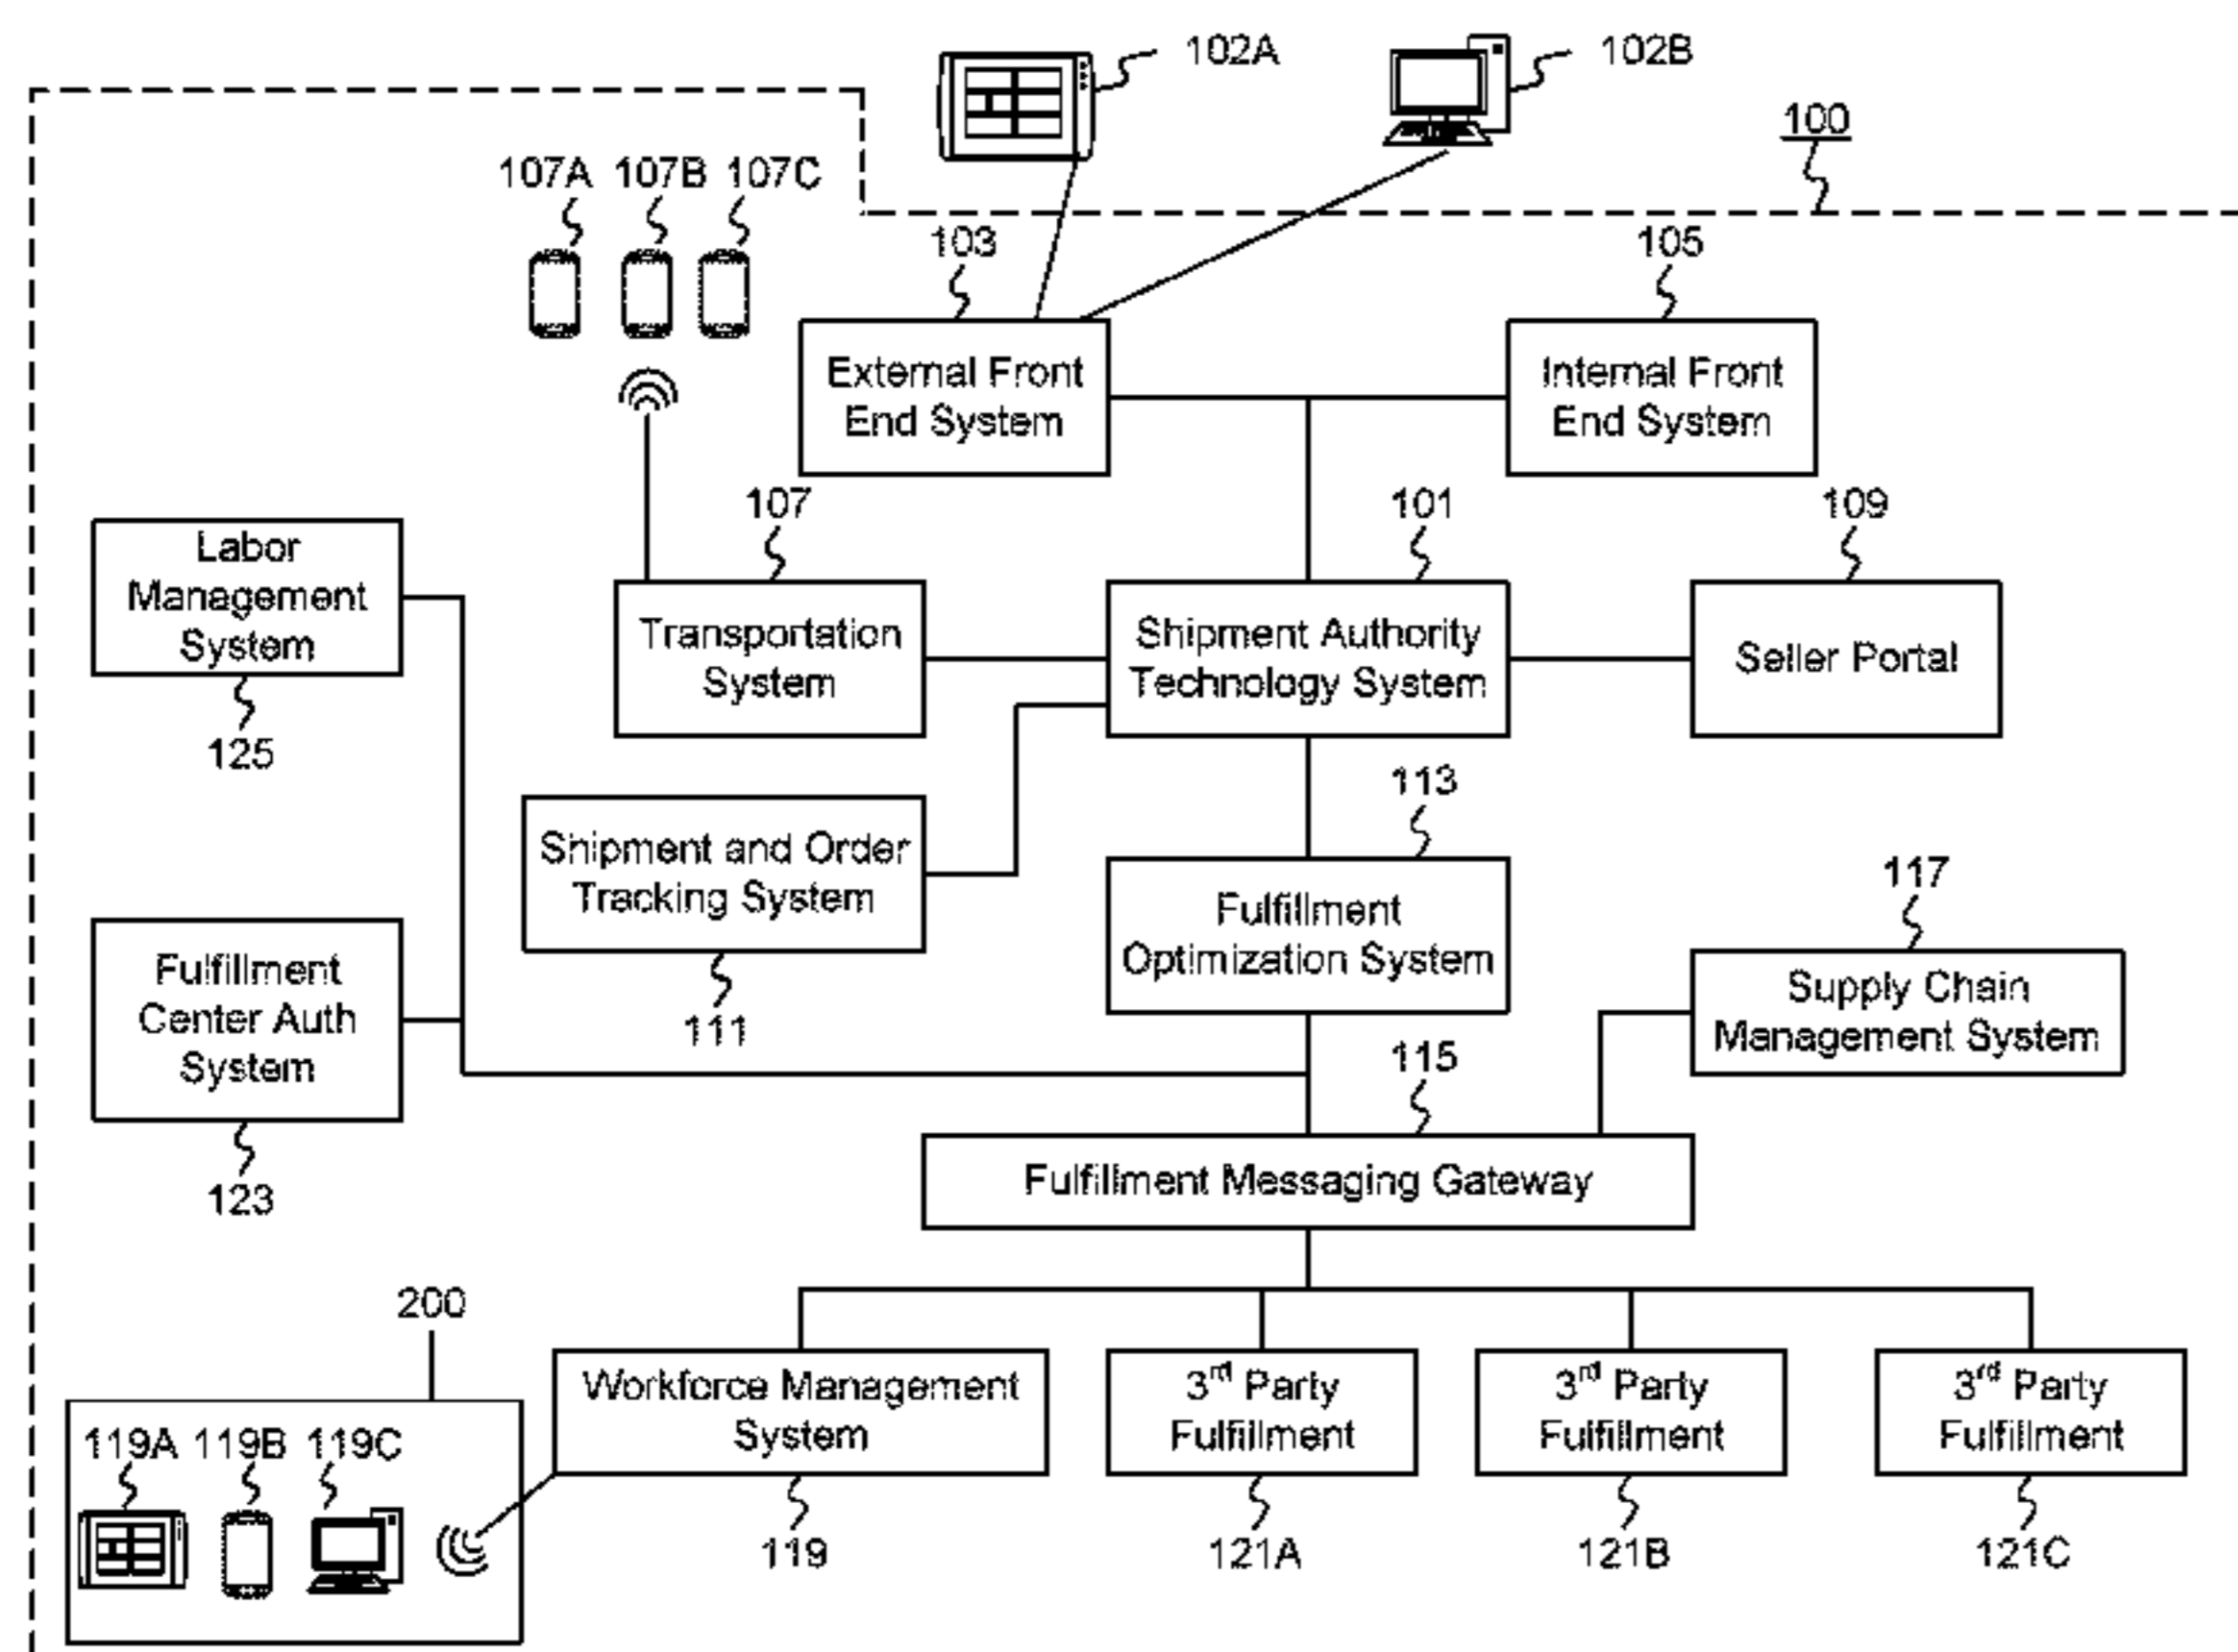 102A
102B
100
107A 107B 107C
103
105
External Front
End System
Internal Front
End System
107
101
109
Labor
Management
System
125
Transportation
System
Shipment Authority
Technology System
Seller Portal
113
Shipment and Order
Tracking System
111
Fulfillment
Optimization System
117
Supply Chain
Management System
Fulfillment
Center Auth
System
123
115
Fulfillment Messaging Gateway
200
119A 119B 119C
Workforce Management
System
119
3rd Party
Fulfillment
121A
3rd Party
Fulfillment
121B
3rd Party
Fulfillment
121C